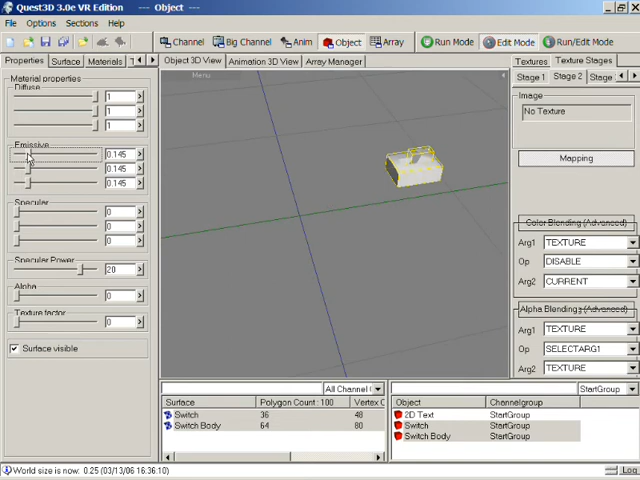 Quest3D 3.0e VR Edition --- Object ---
File Options Sections Help
Channel Big Channel Anim Object Array Run Mode Edit Mode Run/Edit Mode
Properties Surface Materials
Object 3D View Animation 3D View Array Manager
Textures Texture Stages
Stage 1 Stage 2 Stage
Menu
Material properties
Diffuse
1
1
1
Emissive
0.145
0.145
0.145
Specular
0
0
0
Specular Power
20
Alpha
0
Texture factor
0
Surface visible
Image
No Texture
Mapping
Color Blending (Advanced)
Arg1 TEXTURE
Op DISABLE
Arg2 CURRENT
Alpha Blending (Advanced)
Arg1 TEXTURE
Op SELECTARG1
Arg2 TEXTURE
All Channel
StartGroup
Surface Polygon Count: 100 Vertex C
Switch 36 48
Switch Body 64 80
Object Channelgroup
2D Text StartGroup
Switch StartGroup
Switch Body StartGroup
World size is now: 0.25 (03/13/06 16:36:10)
Log